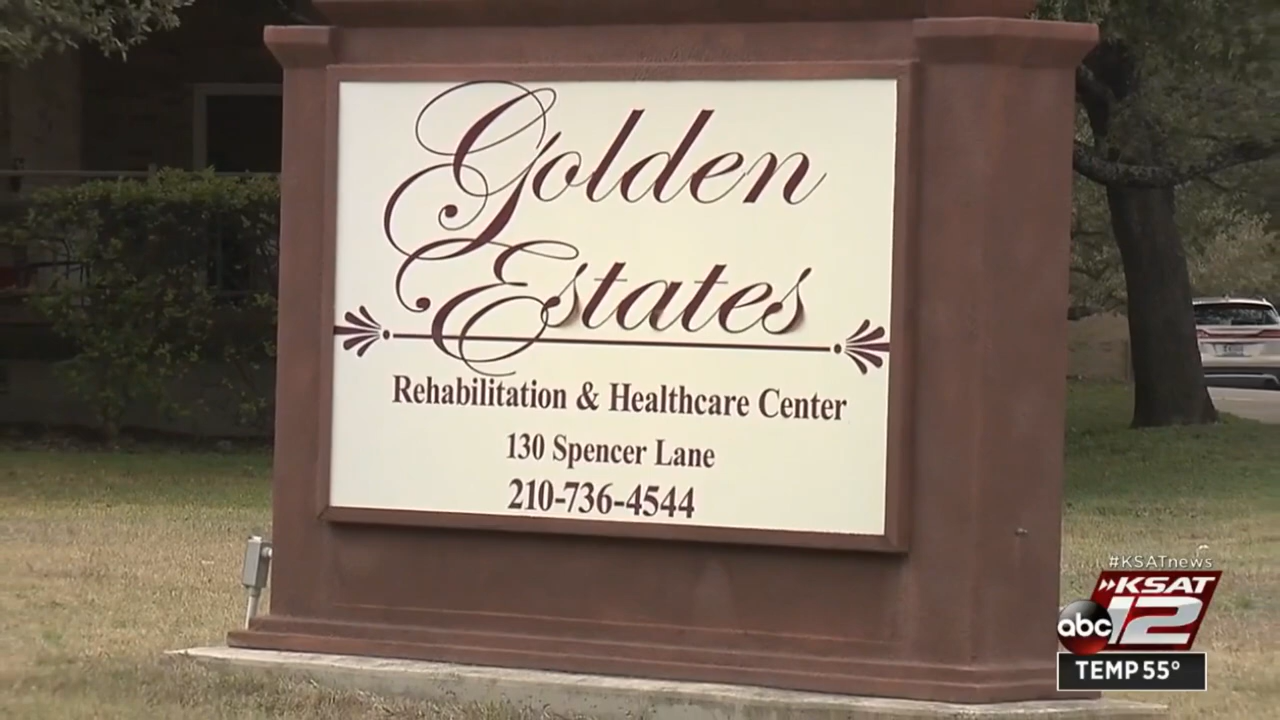 Golden
Estates
Rehabilitation & Healthcare Center
130 Spencer Lane
210-736-4544
#KSATnews
KSAT
abc 12
TEMP 55°